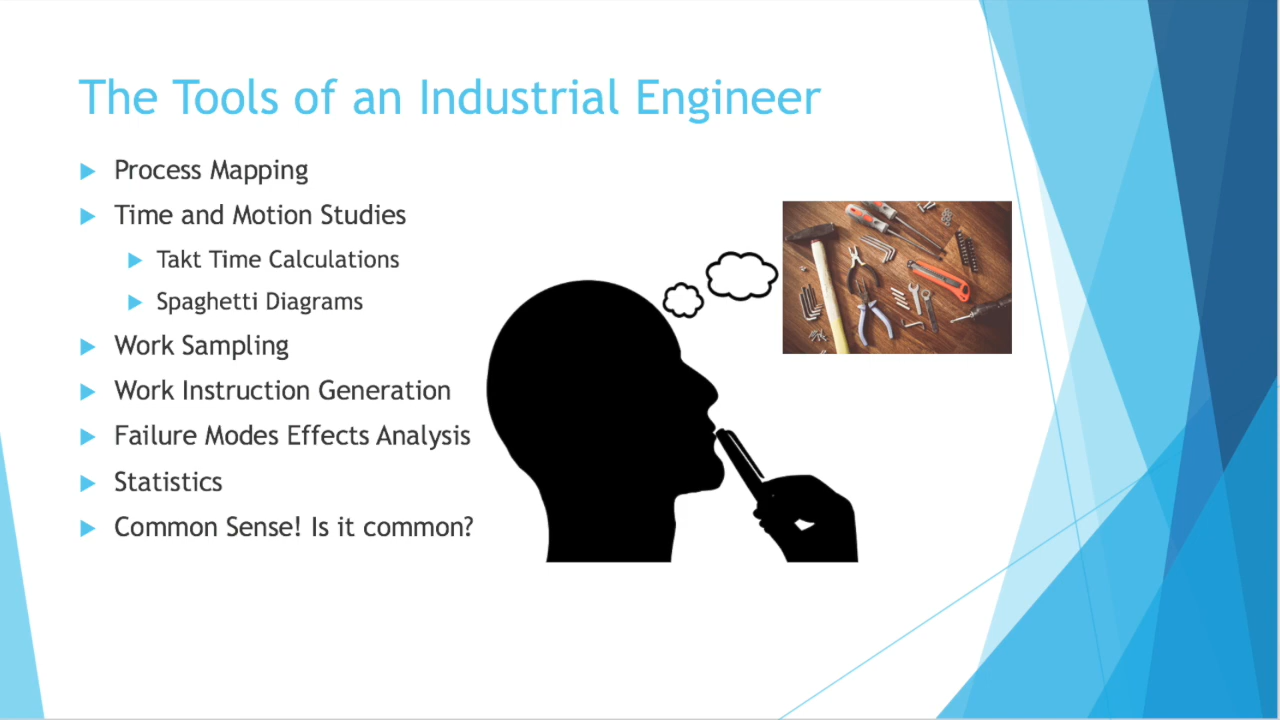 The Tools of an Industrial Engineer
Process Mapping
Time and Motion Studies
Takt Time Calculations
Spaghetti Diagrams
Work Sampling
Work Instruction Generation
Failure Modes Effects Analysis
Statistics
Common Sense! Is it common?